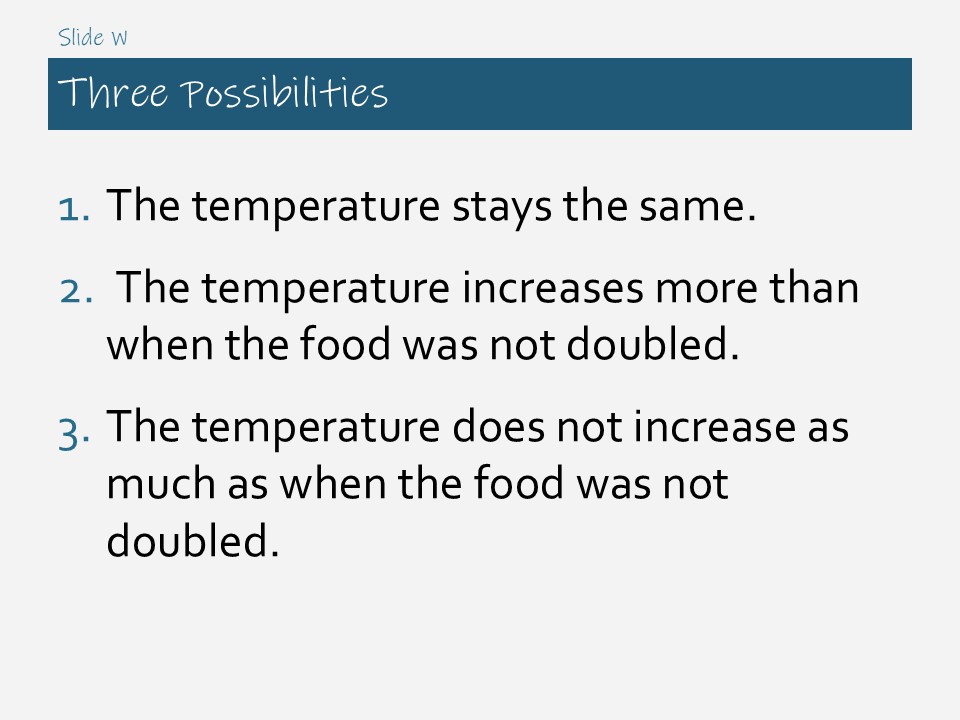 Slide W
Three Possibilities
1. The temperature stays the same.
2. The temperature increases more than
when the food was not doubled.
3. The temperature does not increase as
much as when the food was not
doubled.